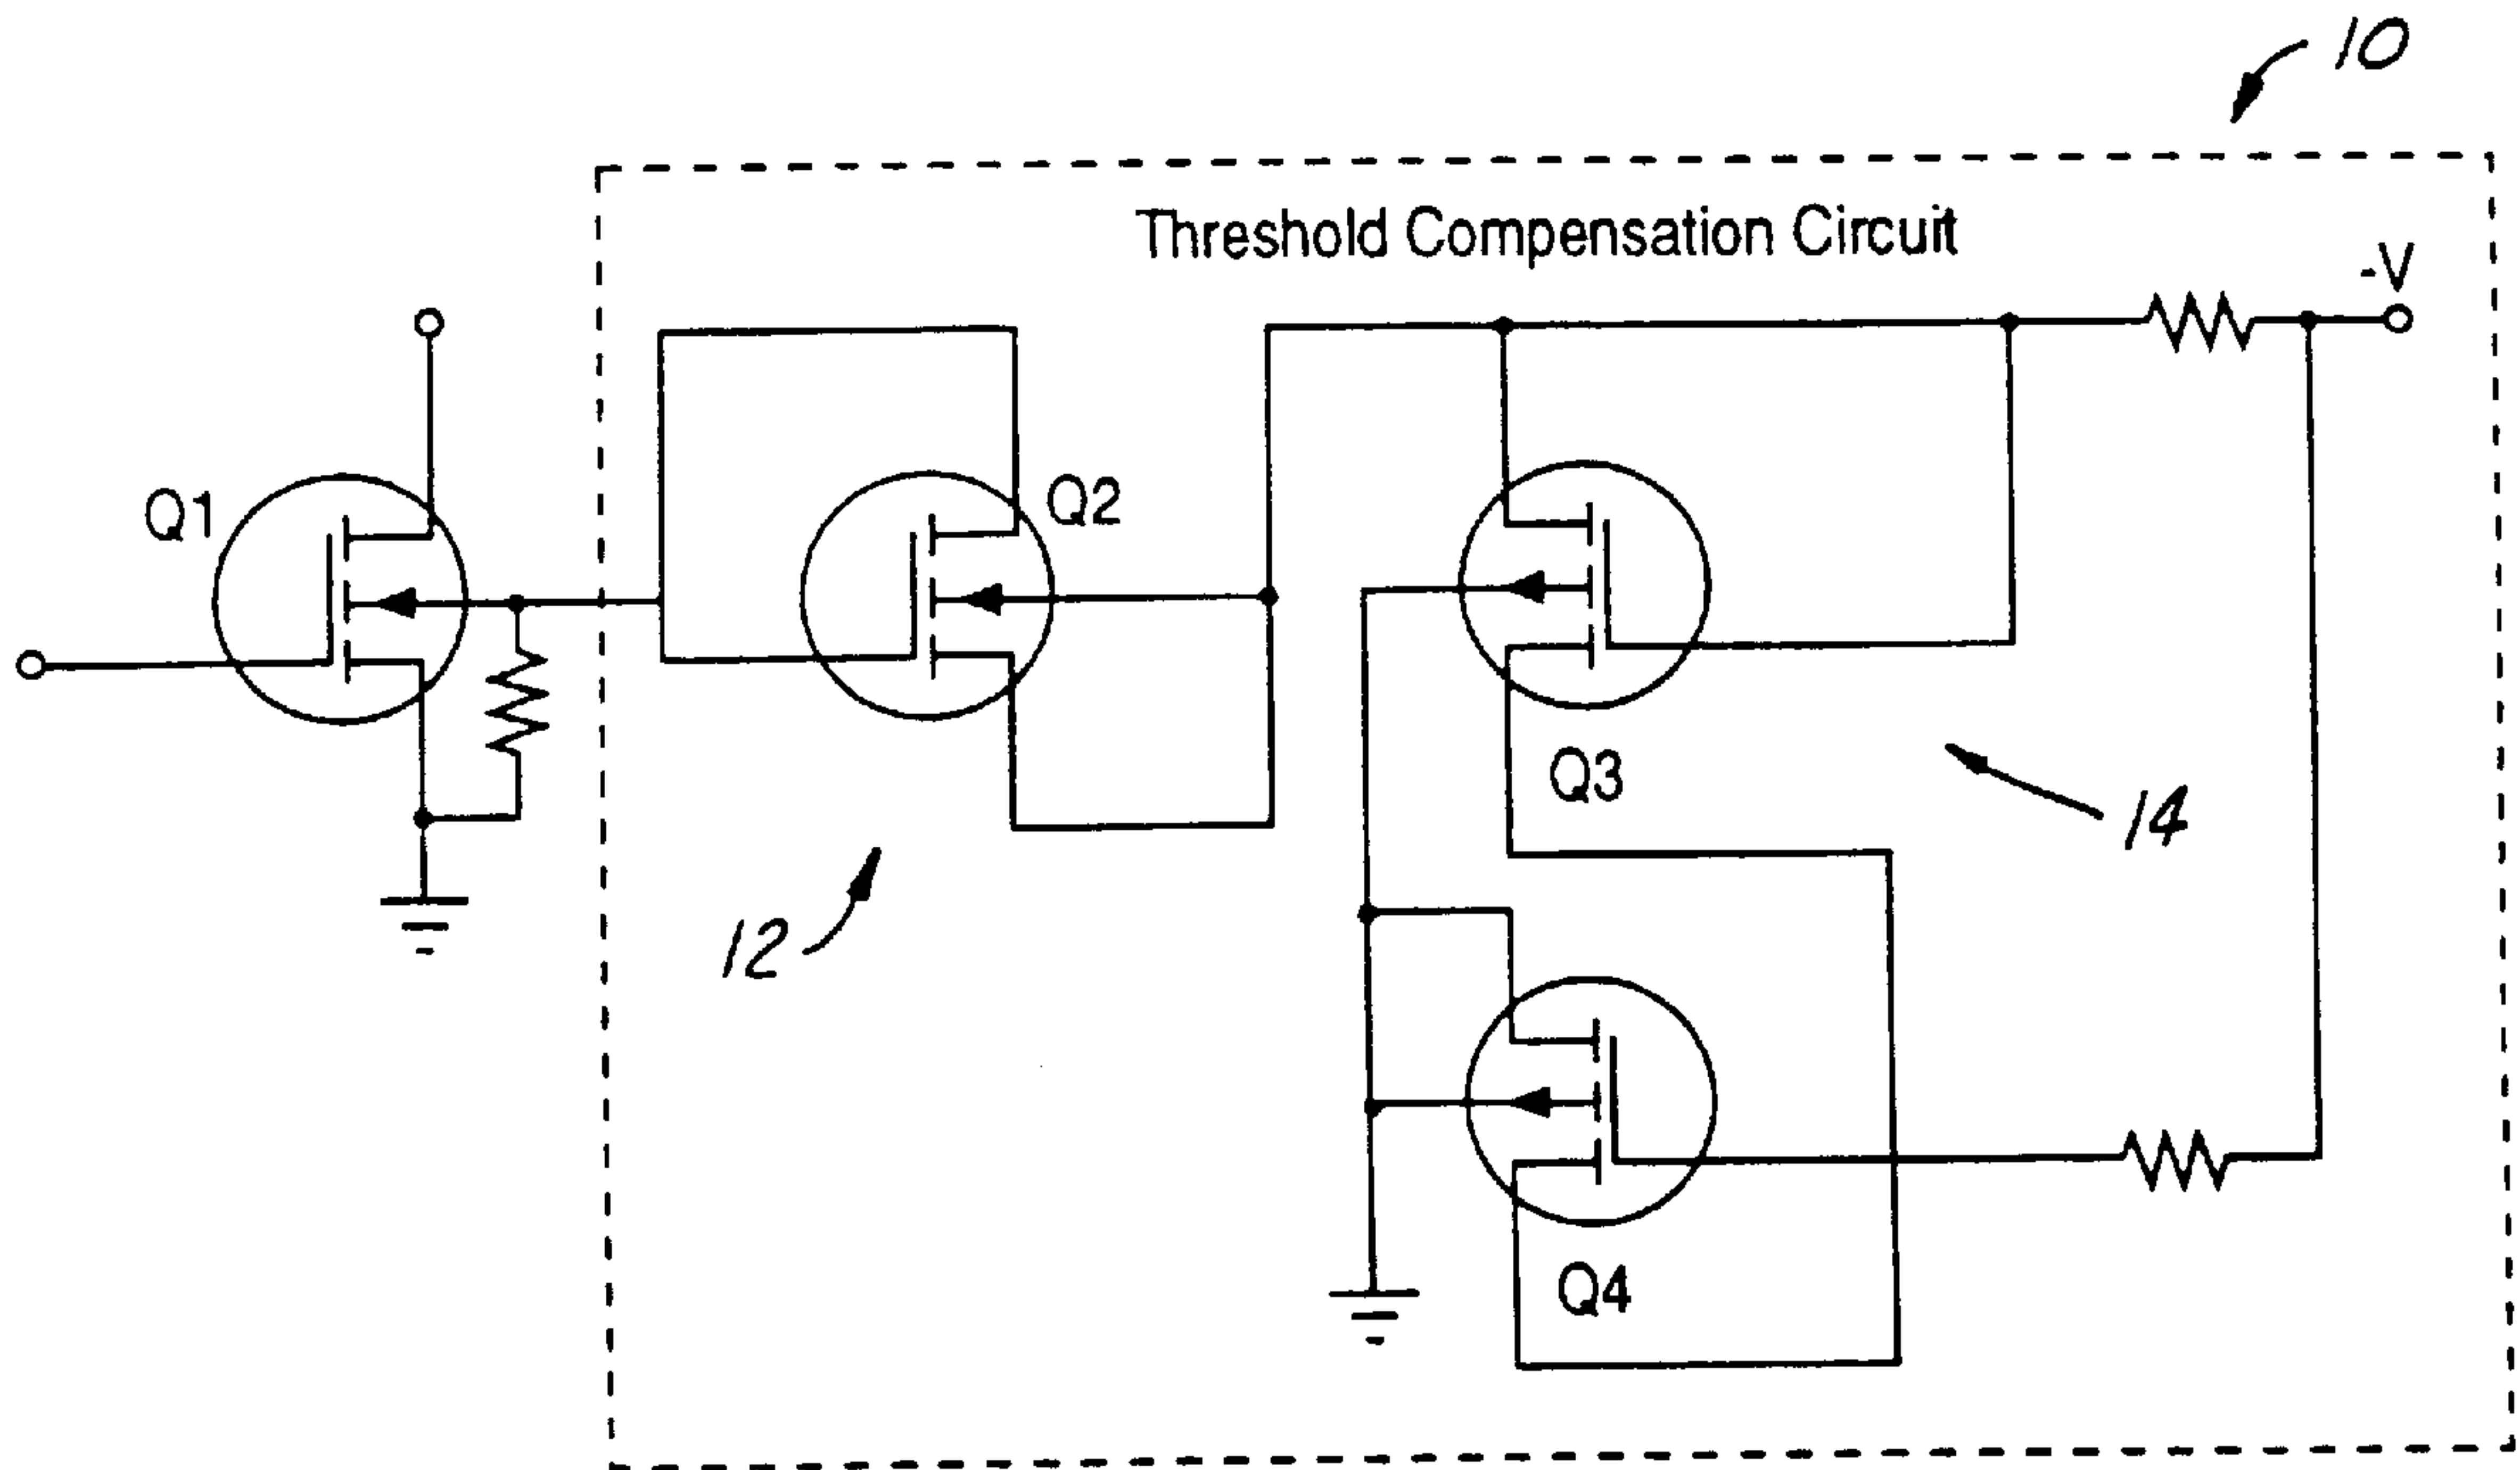 10
Threshold Compensation Circuit
-V
Q1
Q2
Q3
14
12
Q4